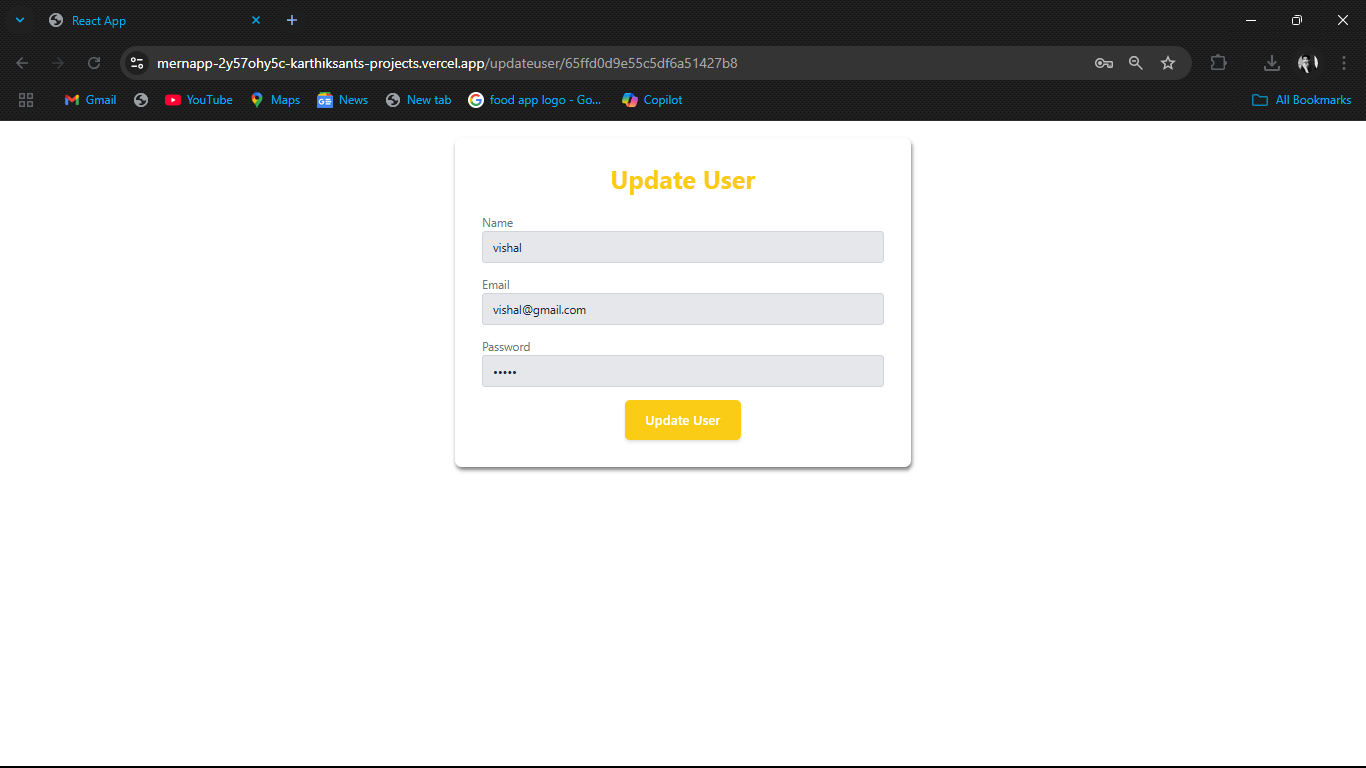 React App
mernapp-2y57ohy5c-karthiksants-projects.vercel.app/updateuser/65ffd0d9e55c5df6a51427b8
Gmail YouTube Maps News New tab food app logo - Go... Copilot All Bookmarks
Update User
Name
vishal
Email
vishal@gmail.com
Password
•••••
Update User